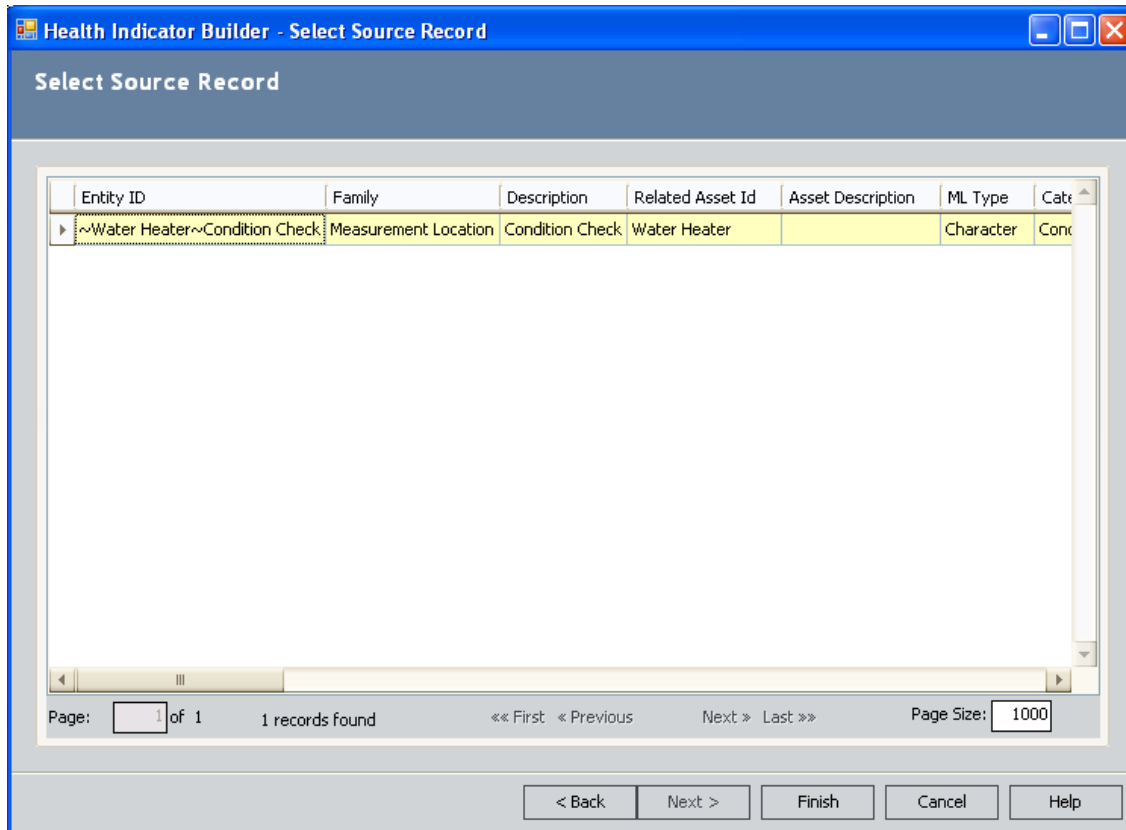 Health Indicator Builder - Select Source Record
Select Source Record
Entity ID Family Description Related Asset Id Asset Description ML Type Cate
~Water Heater~Condition Check Measurement Location Condition Check Water Heater Character Conc
Page: 1 of 1 1 records found «« First « Previous Next » Last »» Page Size: 1000
< Back Next > Finish Cancel Help